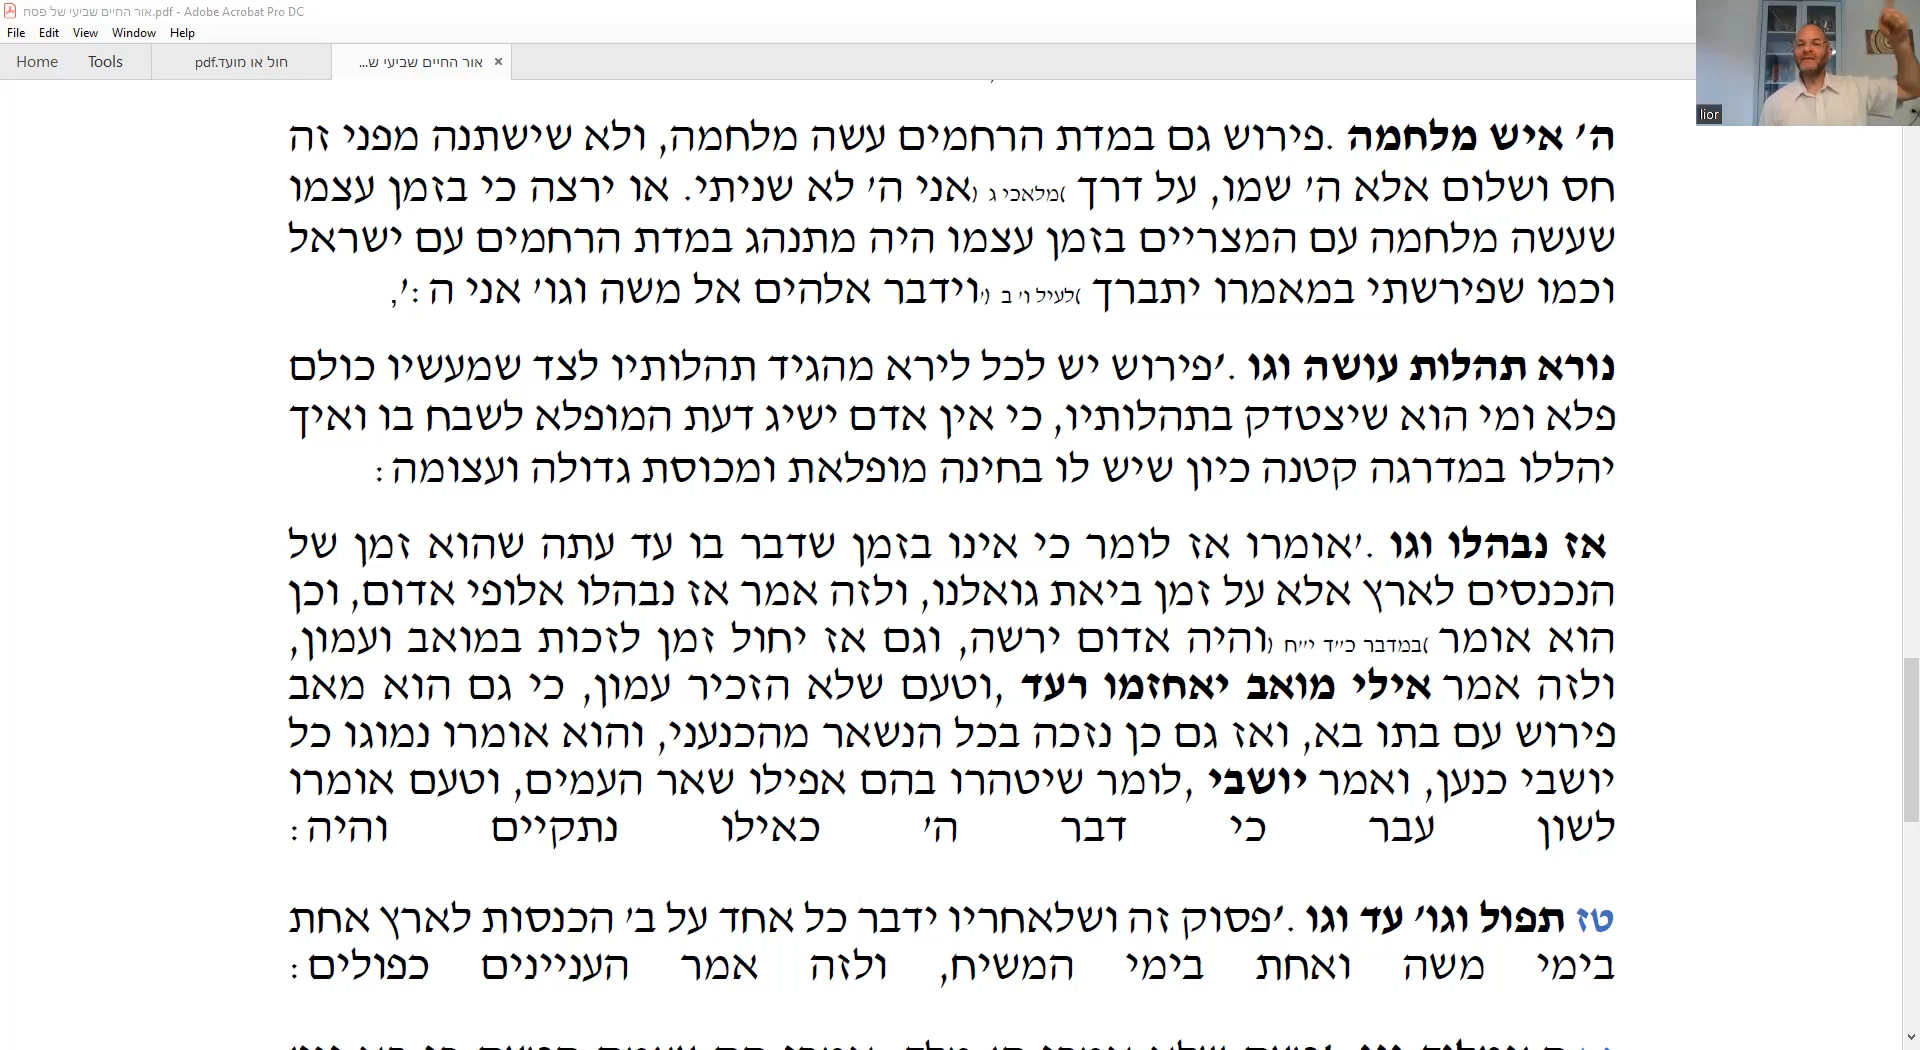 אור החיים שביעי של פסח.pdf - Adobe Acrobat Pro DC
File Edit View Window Help
Home Tools חול או מועד.pdf אור החיים שביעי ש... ×
lior
ה' איש מלחמה .פירוש גם במדת הרחמים עשה מלחמה, ולא שישתנה מפני זה
חס ושלום אלא ה' שמו, על דרך )מלאכי ג (אני ה' לא שניתי. או ירצה כי בזמן עצמו
שעשה מלחמה עם המצריים בזמן עצמו היה מתנהג במדת הרחמים עם ישראל
וכמו שפירשתי במאמרו יתברך )לעיל ו' ב ('וידבר אלהים אל משה וגו' אני ה :',
נורא תהלות עושה וגו .'פירוש יש לכל לירא מהגיד תהלותיו לצד שמעשיו כולם
פלא ומי הוא שיצטדק בתהלותיו, כי אין אדם ישיג דעת המופלא לשבח בו ואיך
יהללו במדרגה קטנה כיון שיש לו בחינה מופלאת ומכוסת גדולה ועצומה :
אז נבהלו וגו .'אומרו אז לומר כי אינו בזמן שדבר בו עד עתה שהוא זמן של
הנכנסים לארץ אלא על זמן ביאת גואלנו, ולזה אמר אז נבהלו אלופי אדום, וכן
הוא אומר )במדבר כ''ד י''ח (והיה אדום ירשה, וגם אז יחול זמן לזכות במואב ועמון,
ולזה אמר אילי מואב יאחזמו רעד ,וטעם שלא הזכיר עמון, כי גם הוא מאב
פירוש עם בתו בא, ואז גם כן נזכה בכל הנשאר מהכנעני, והוא אומרו נמוגו כל
יושבי כנען, ואמר יושבי ,לומר שיטהרו בהם אפילו שאר העמים, וטעם אומרו
לשון עבר כי דבר ה' כאילו נתקיים והיה :
טז תפול וגו' עד וגו .'פסוק זה ושלאחריו ידבר כל אחד על ב' הכנסות לארץ אחת
בימי משה ואחת בימי המשיח, ולזה אמר העניינים כפולים :